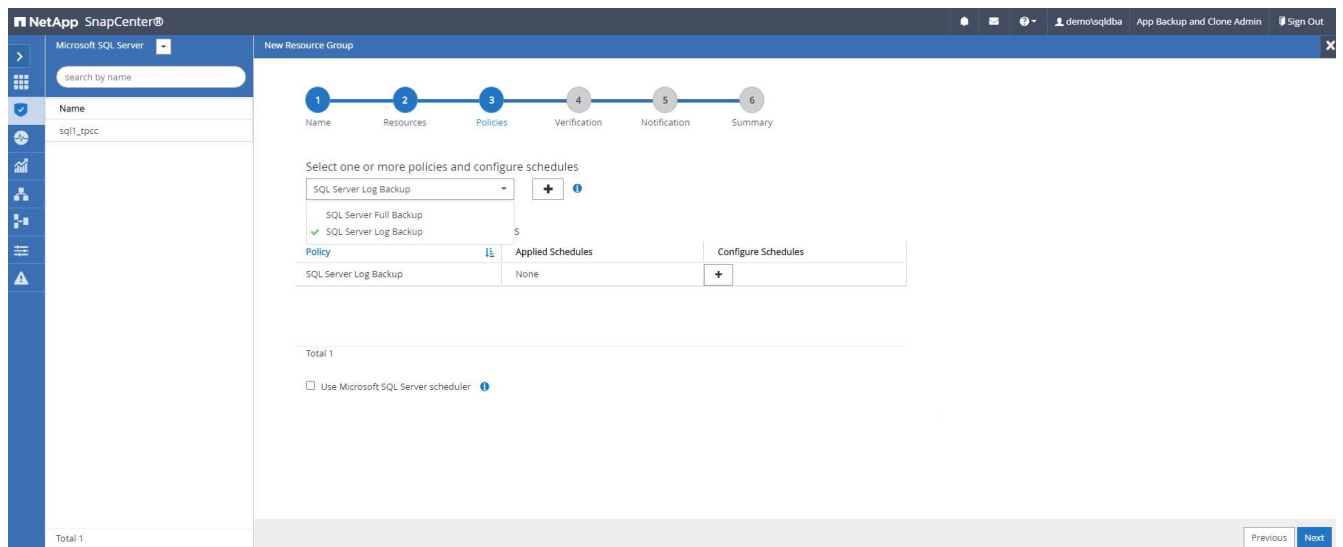 NetApp SnapCenter®
demo\sqldba App Backup and Clone Admin Sign Out
Microsoft SQL Server
New Resource Group
search by name
Name
sql1_tpcc
1 2 3 4 5 6
Name Resources Policies Verification Notification Summary
Select one or more policies and configure schedules
SQL Server Log Backup
SQL Server Full Backup
SQL Server Log Backup
s
Policy Applied Schedules Configure Schedules
SQL Server Log Backup None +
Total 1
Use Microsoft SQL Server scheduler
Total 1
Previous Next